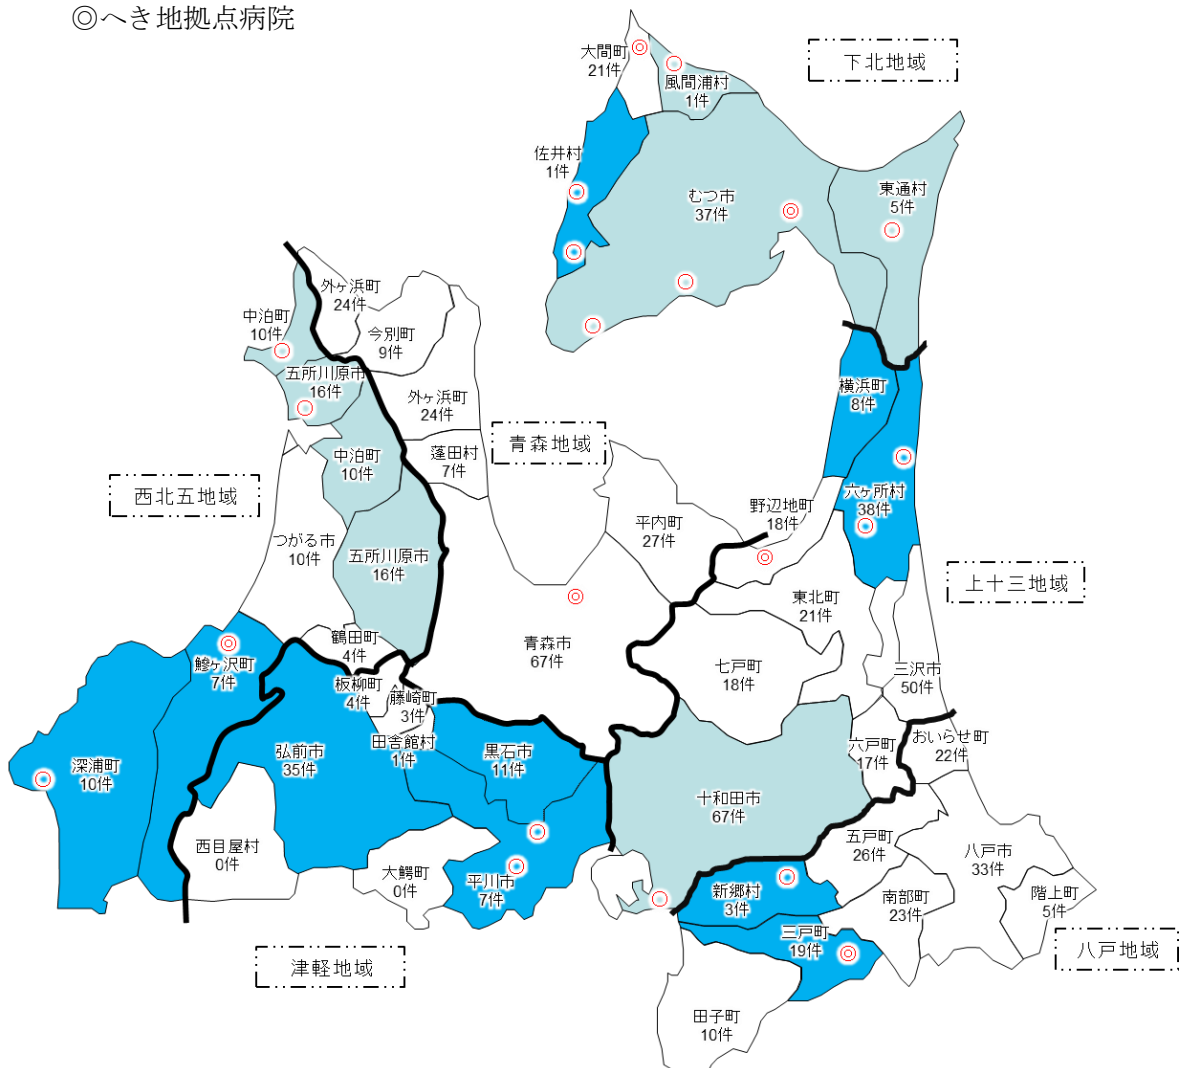 ◎へき地拠点病院
大間町
21件
風間浦村
1件
下北地域
佐井村
1件
むつ市
37件
東通村
5件
外ヶ浜町
24件
中泊町
10件
今別町
9件
五所川原市
16件
外ヶ浜町
24件
横浜町
8件
青森地域
蓬田村
7件
中泊町
10件
西北五地域
六ヶ所村
38件
野辺地町
18件
平内町
27件
つがる市
10件
五所川原市
16件
上十三地域
東北町
21件
鶴田町
4件
青森市
67件
鰺ヶ沢町
7件
七戸町
18件
三沢市
50件
板柳町
4件
藤崎町
3件
田舎館村
1件
黒石市
11件
弘前市
35件
深浦町
10件
六戸町
17件
おいらせ町
22件
十和田市
67件
西目屋村
0件
大鰐町
0件
平川市
7件
五戸町
26件
八戸市
33件
新郷村
3件
南部町
23件
階上町
5件
三戸町
19件
八戸地域
津軽地域
田子町
10件